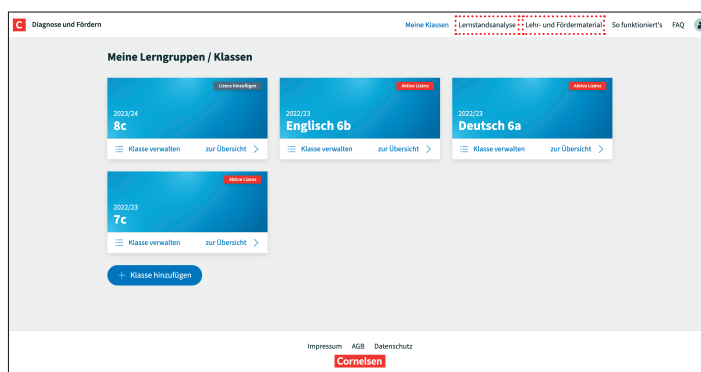 C Diagnose und Fördern Meine Klassen Lernstandsanalyse Lehr- und Fördermaterial So funktioniert's FAQ
Meine Lerngruppen / Klassen
Lizenz hinzufügen
2023/24
8c
Klasse verwalten zur Übersicht
Aktive Lizenz
2022/23
Englisch 6b
Klasse verwalten zur Übersicht
Aktive Lizenz
2022/23
Deutsch 6a
Klasse verwalten zur Übersicht
Aktive Lizenz
2022/23
7c
Klasse verwalten zur Übersicht
+ Klasse hinzufügen
Impressum AGB Datenschutz
Cornelsen